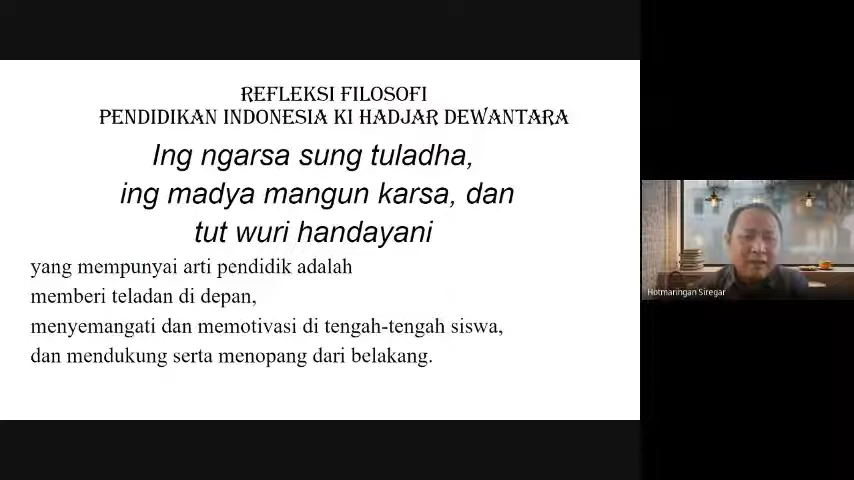 REFLEKSI FILOSOFI
PENDIDIKAN INDONESIA KI HADJAR DEWANTARA
Ing ngarsa sung tuladha,
ing madya mangun karsa, dan
tut wuri handayani
yang mempunyai arti pendidik adalah
memberi teladan di depan,
menyemangati dan memotivasi di tengah-tengah siswa,
dan mendukung serta menopang dari belakang.
Hotmaringan Siregar